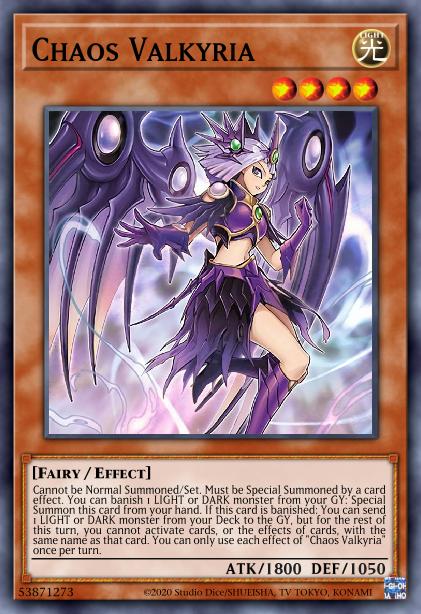 CHAOS VALKYRIA
LIGHT
光
[FAIRY / EFFECT]
Cannot be Normal Summoned/Set. Must be Special Summoned by a card
effect. You can banish 1 LIGHT or DARK monster from your GY: Special
Summon this card from your hand. If this card is banished: You can send
1 LIGHT or DARK monster from your Deck to the GY, but for the rest of
this turn, you cannot activate cards, or the effects of cards, with the
same name as that card. You can only use each effect of "Chaos Valkyria"
once per turn.
ATK/1800 DEF/1050
53871273 ©2020 Studio Dice/SHUEISHA, TV TOKYO, KONAMI